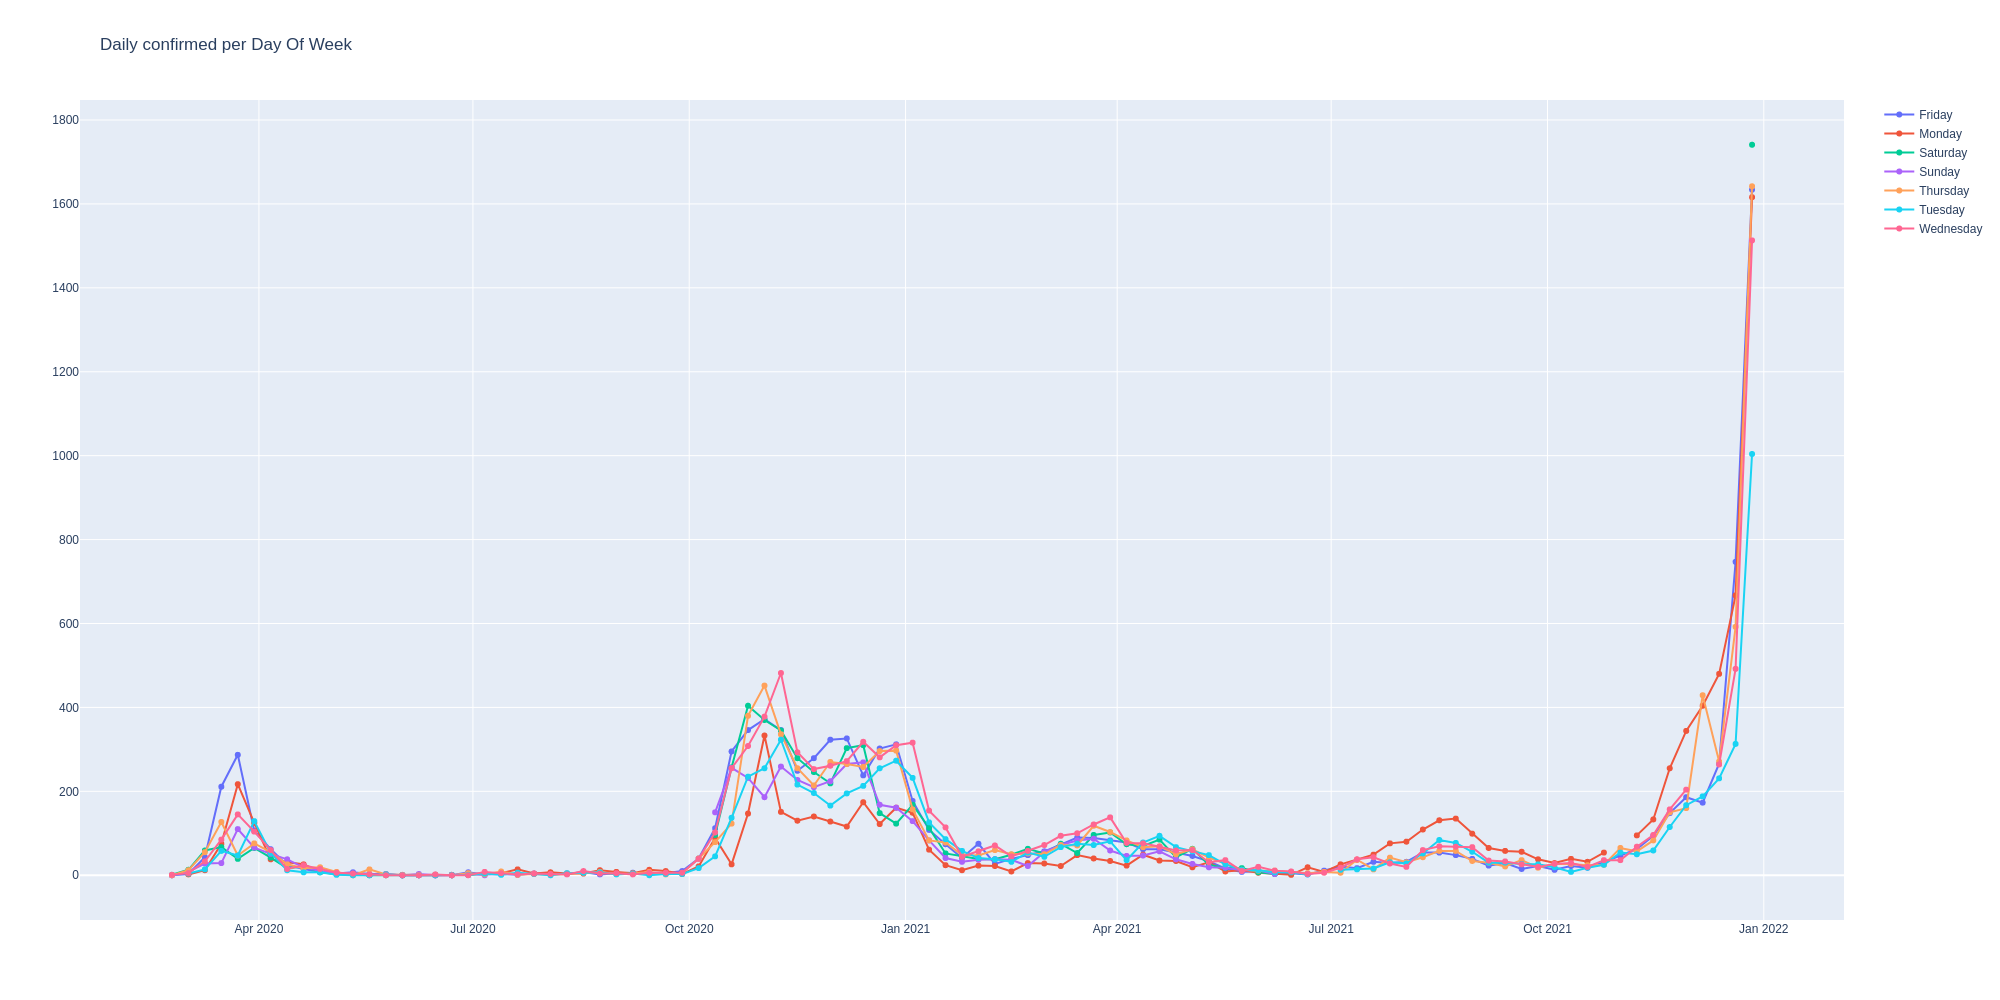 Daily confirmed per Day Of Week
1800
1600
1400
1200
1000
800
600
400
200
0
Apr 2020
Jul 2020
Oct 2020
Jan 2021
Apr 2021
Jul 2021
Oct 2021
Jan 2022
Friday
Monday
Saturday
Sunday
Thursday
Tuesday
Wednesday